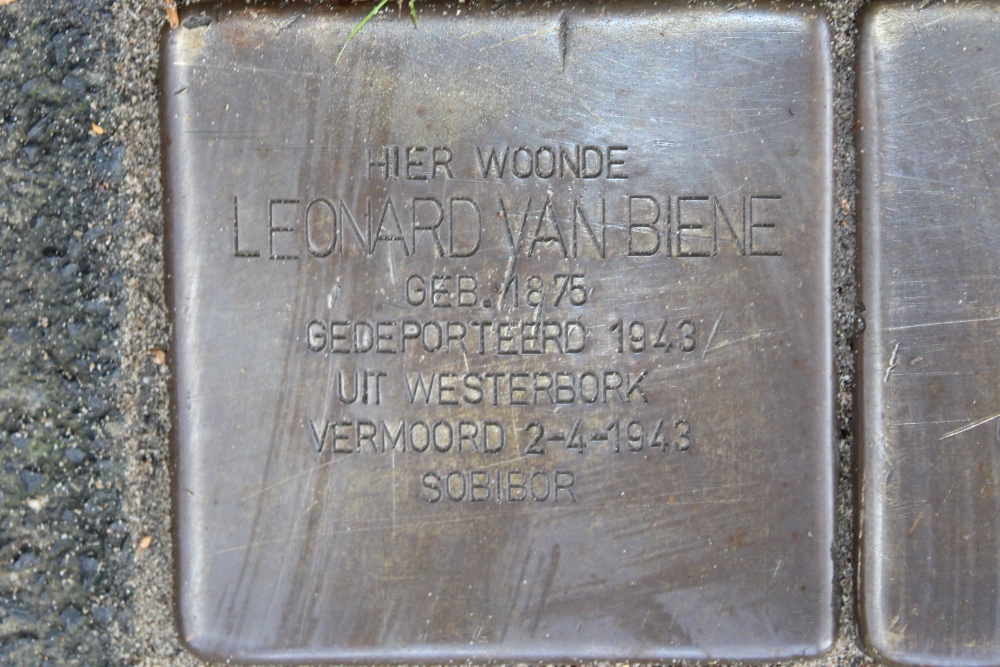 HIER WOONDE
LEONARD VAN BIENE
GEB. 1875
GEDEPORTEERD 1943
UIT WESTERBORK
VERMOORD 2-4-1943
SOBIBOR